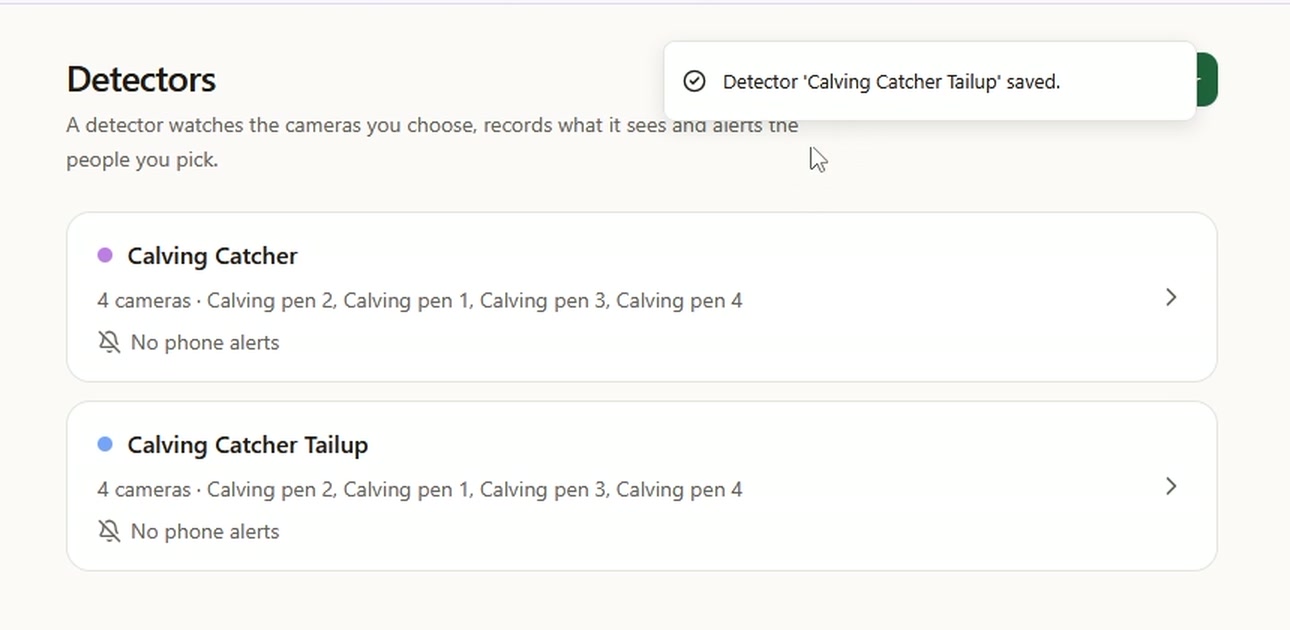 Detectors
Detector 'Calving Catcher Tailup' saved.
A detector watches the cameras you choose, records what it sees and alerts the
people you pick.
Calving Catcher
4 cameras · Calving pen 2, Calving pen 1, Calving pen 3, Calving pen 4
No phone alerts
Calving Catcher Tailup
4 cameras · Calving pen 2, Calving pen 1, Calving pen 3, Calving pen 4
No phone alerts